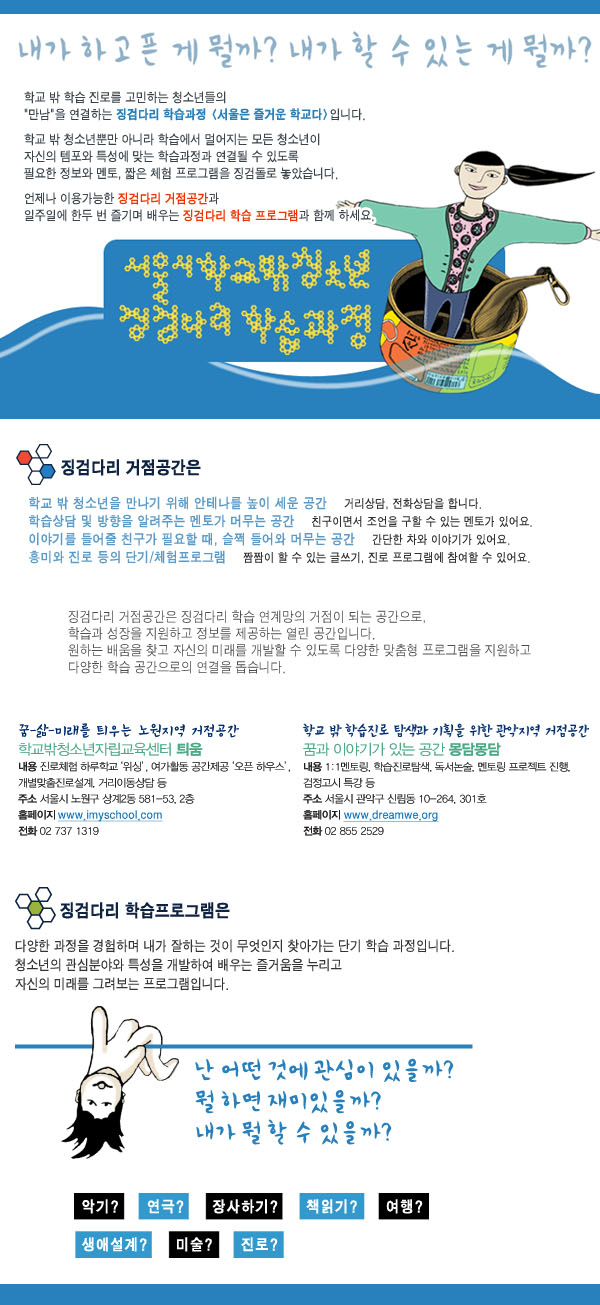 내가 하고픈 게 뭘까? 내가 할 수 있는 게 뭘까?
학교 밖 학습 진로를 고민하는 청소년들의
"만남"을 연결하는 징검다리 학습과정 <서울은 즐거운 학교다>입니다.
학교 밖 청소년뿐만 아니라 학습에서 멀어지는 모든 청소년이
자신의 템포와 특성에 맞는 학습과정과 연결될 수 있도록
필요한 정보와 멘토, 짧은 체험 프로그램을 징검돌로 놓았습니다.
언제나 이용가능한 징검다리 거점공간과
일주일에 한두 번 즐기며 배우는 징검다리 학습 프로그램과 함께 하세요.
서울시학교밖청소년
징검다리 학습과정
징검다리 거점공간은
학교 밖 청소년을 만나기 위해 안테나를 높이 세운 공간 거리상담, 전화상담을 합니다.
학습상담 및 방향을 알려주는 멘토가 머무는 공간 친구이면서 조언을 구할 수 있는 멘토가 있어요.
이야기를 들어줄 친구가 필요할 때, 슬쩍 들어와 머무는 공간 간단한 차와 이야기가 있어요.
흥미와 진로 등의 단기/체험프로그램 짬짬이 할 수 있는 글쓰기, 진로 프로그램에 참여할 수 있어요.
징검다리 거점공간은 징검다리 학습 연계망의 거점이 되는 공간으로,
학습과 성장을 지원하고 정보를 제공하는 열린 공간입니다.
원하는 배움을 찾고 자신의 미래를 개발할 수 있도록 다양한 맞춤형 프로그램을 지원하고
다양한 학습 공간으로의 연결을 돕습니다.
꿈-삶-미래를 틔우는 노원지역 거점공간
학교밖청소년자립교육센터 틔움
내용 진로체험 하루학교 '위싱', 여가활동 공간제공 '오픈 하우스',
개별맞춤진로설계, 거리이동상담 등
주소 서울시 노원구 상계2동 581-53, 2층
홈페이지 www.imyschool.com
전화 02 737 1319
학교 밖 학습진로 탐색과 기획을 위한 관악지역 거점공간
꿈과 이야기가 있는 공간 몽담몽담
내용 1:1멘토링, 학습진로탐색, 독서논술, 멘토링 프로젝트 진행,
검정고시 특강 등
주소 서울시 관악구 신림동 10-264, 301호
홈페이지 www.dreamwe.org
전화 02 855 2529
징검다리 학습프로그램은
다양한 과정을 경험하며 내가 잘하는 것이 무엇인지 찾아가는 단기 학습 과정입니다.
청소년의 관심분야와 특성을 개발하여 배우는 즐거움을 누리고
자신의 미래를 그려보는 프로그램입니다.
난 어떤 것에 관심이 있을까?
뭘 하면 재미있을까?
내가 뭘 할 수 있을까?
악기? 연극? 장사하기? 책읽기? 여행?
생애설계? 미술? 진로?